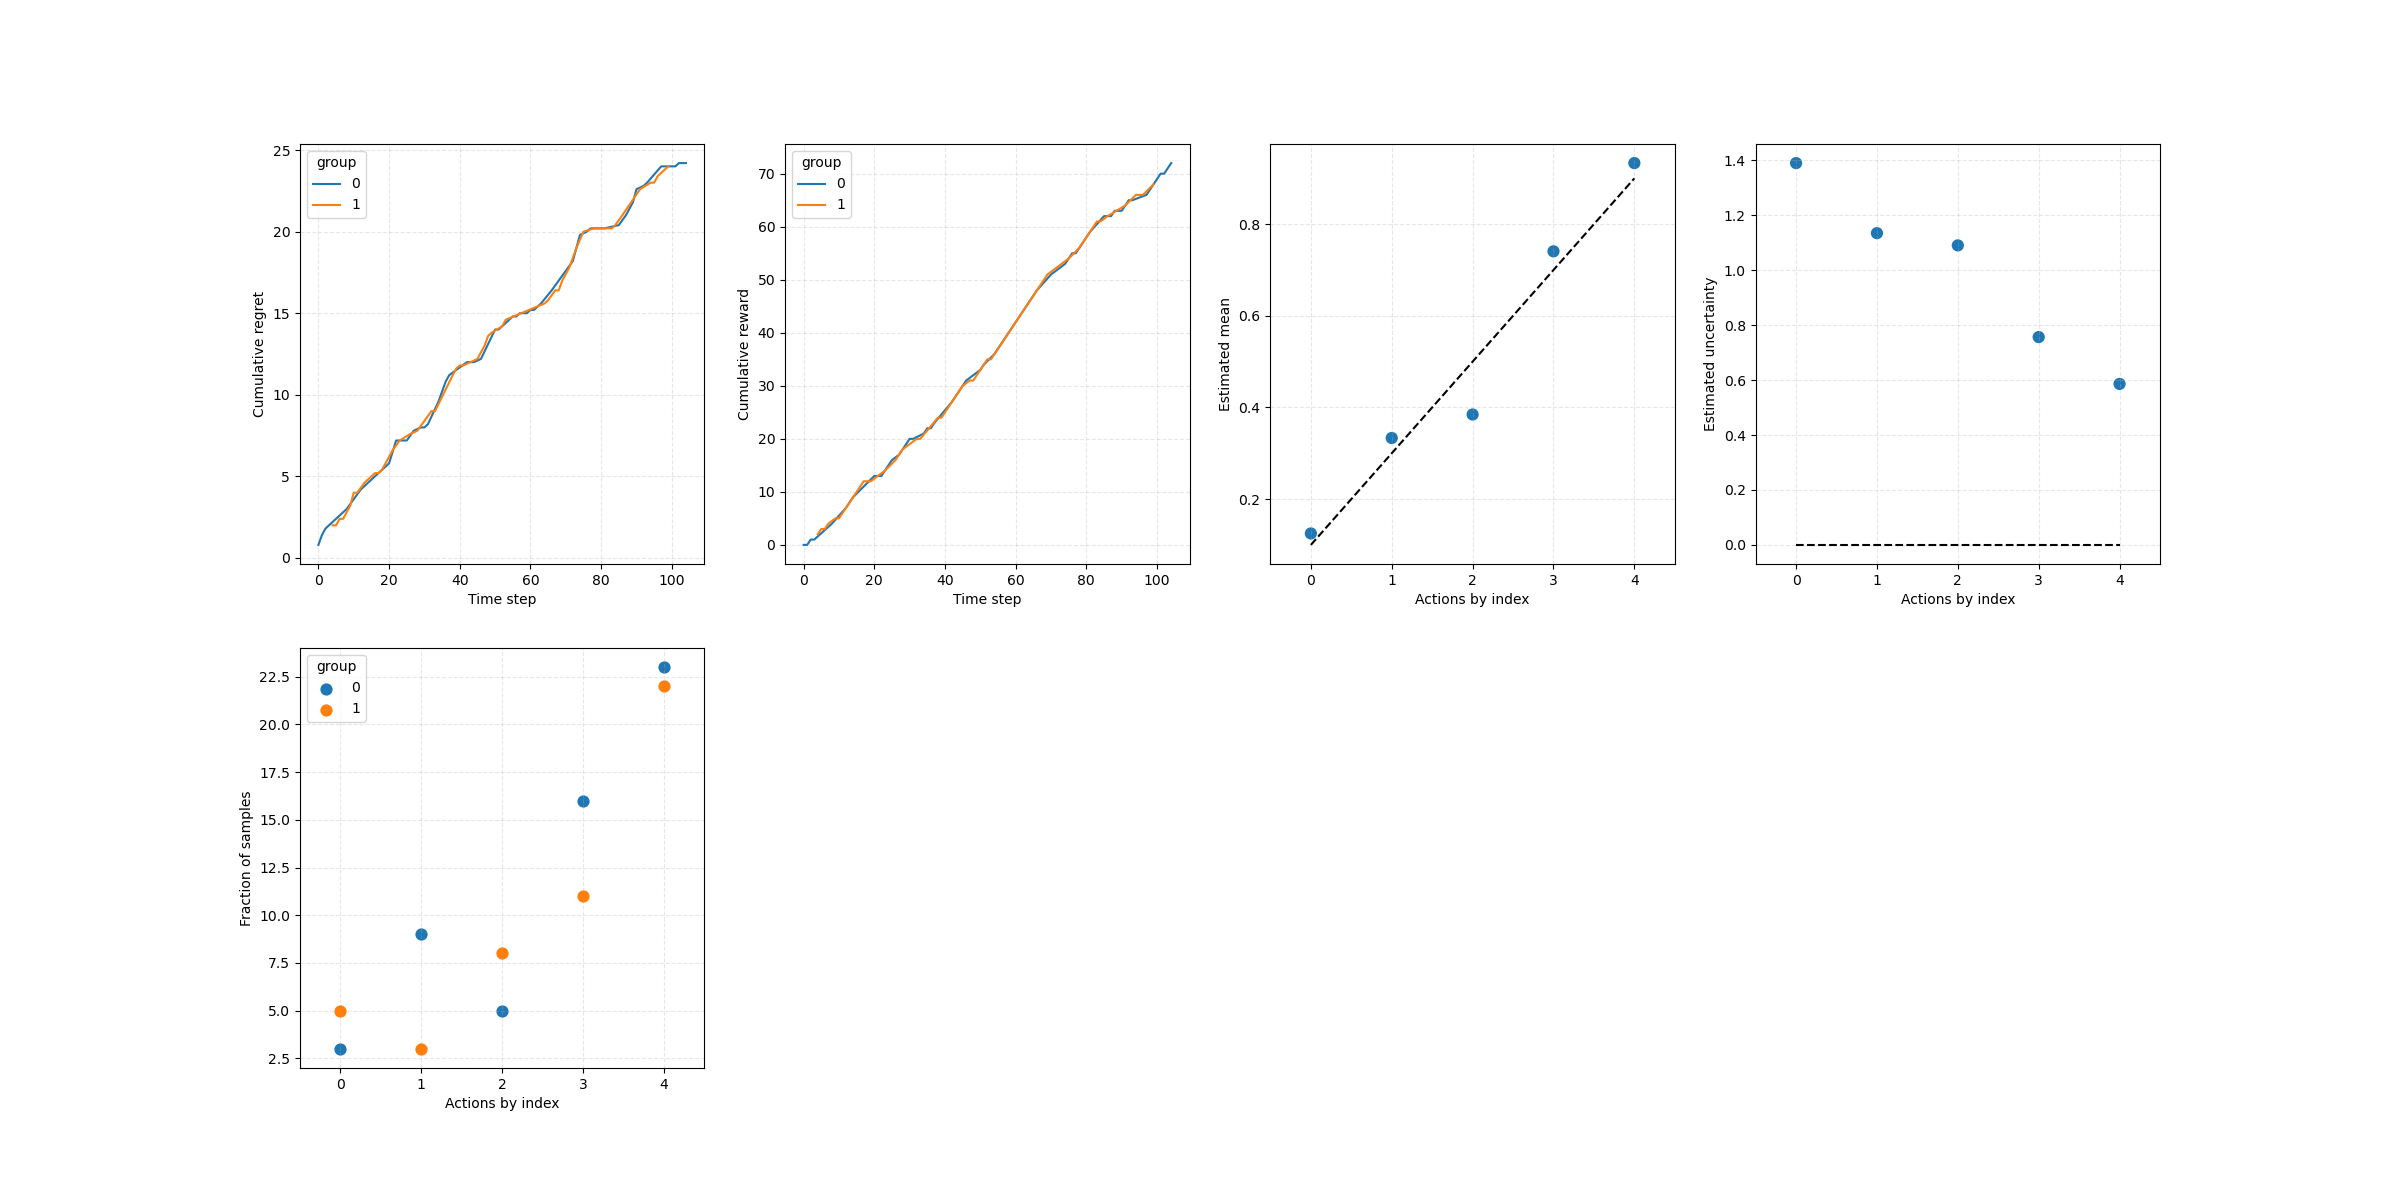 group
0
1
25
20
15
10
5
0
Cumulative regret
0 20 40 60 80 100
Time step
group
0
1
70
60
50
40
30
20
10
0
Cumulative reward
0 20 40 60 80 100
Time step
0.8
0.6
0.4
0.2
Estimated mean
0 1 2 3 4
Actions by index
1.4
1.2
1.0
0.8
0.6
0.4
0.2
0.0
Estimated uncertainty
0 1 2 3 4
Actions by index
group
0
1
22.5
20.0
17.5
15.0
12.5
10.0
7.5
5.0
2.5
Fraction of samples
0 1 2 3 4
Actions by index